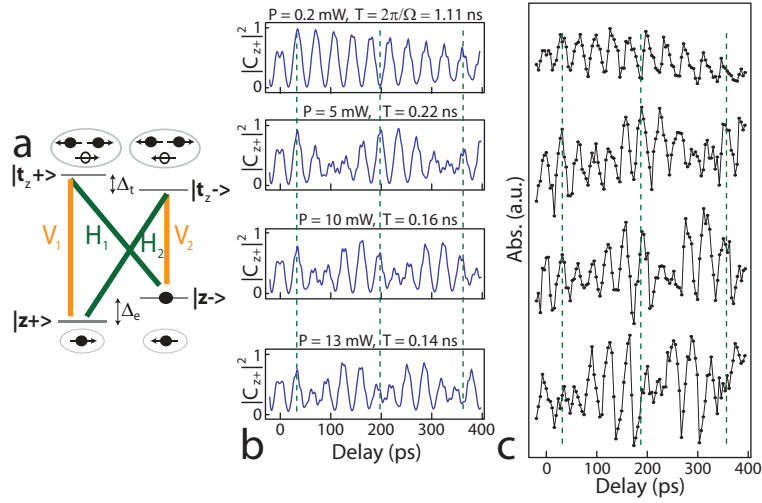 a
|t_z+>
Δ_t
|t_z->
V_1
H_1
H_2
V_2
|z+>
Δ_e
|z->
b
P = 0.2 mW, T = 2π/Ω = 1.11 ns
|C_z+|^2
1
0
P = 5 mW, T = 0.22 ns
|C_z+|^2
1
0
P = 10 mW, T = 0.16 ns
|C_z+|^2
1
0
P = 13 mW, T = 0.14 ns
|C_z+|^2
1
0
0 100 200 300 400
Delay (ps)
c
Abs. (a.u.)
0 100 200 300 400
Delay (ps)